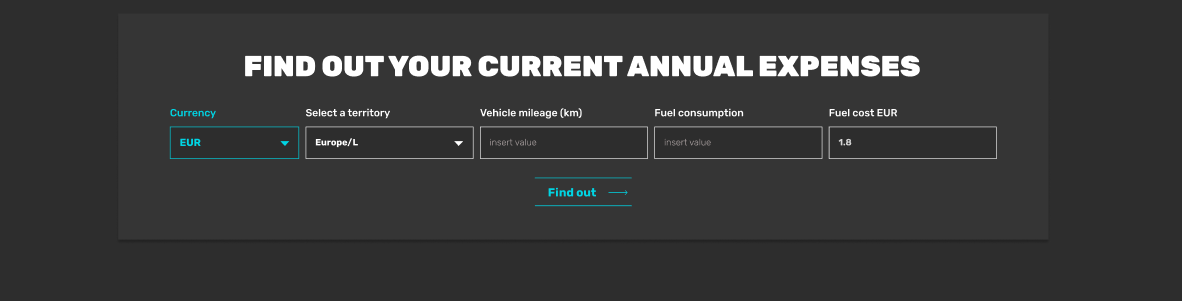 FIND OUT YOUR CURRENT ANNUAL EXPENSES
Currency Select a territory Vehicle mileage (km) Fuel consumption Fuel cost EUR
EUR Europe/L insert value insert value 1.8
Find out